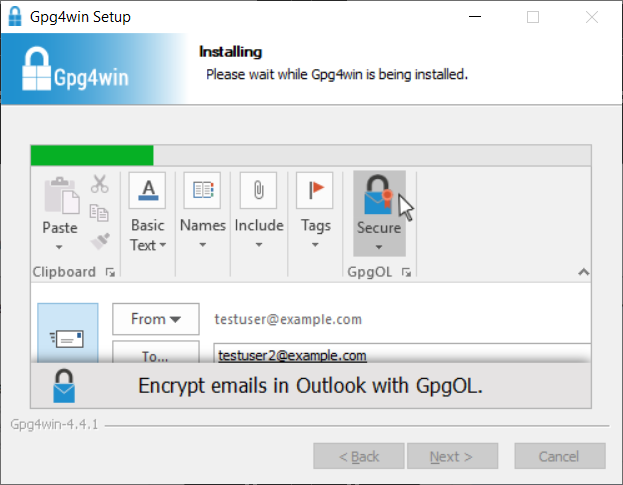 Gpg4win Setup
Gpg4win
Installing
Please wait while Gpg4win is being installed.
Paste
A
Basic
Text
Names
Include
Tags
Secure
Clipboard
GpgOL
From
testuser@example.com
To...
testuser2@example.com
Encrypt emails in Outlook with GpgOL.
Gpg4win-4.4.1
< Back
Next >
Cancel